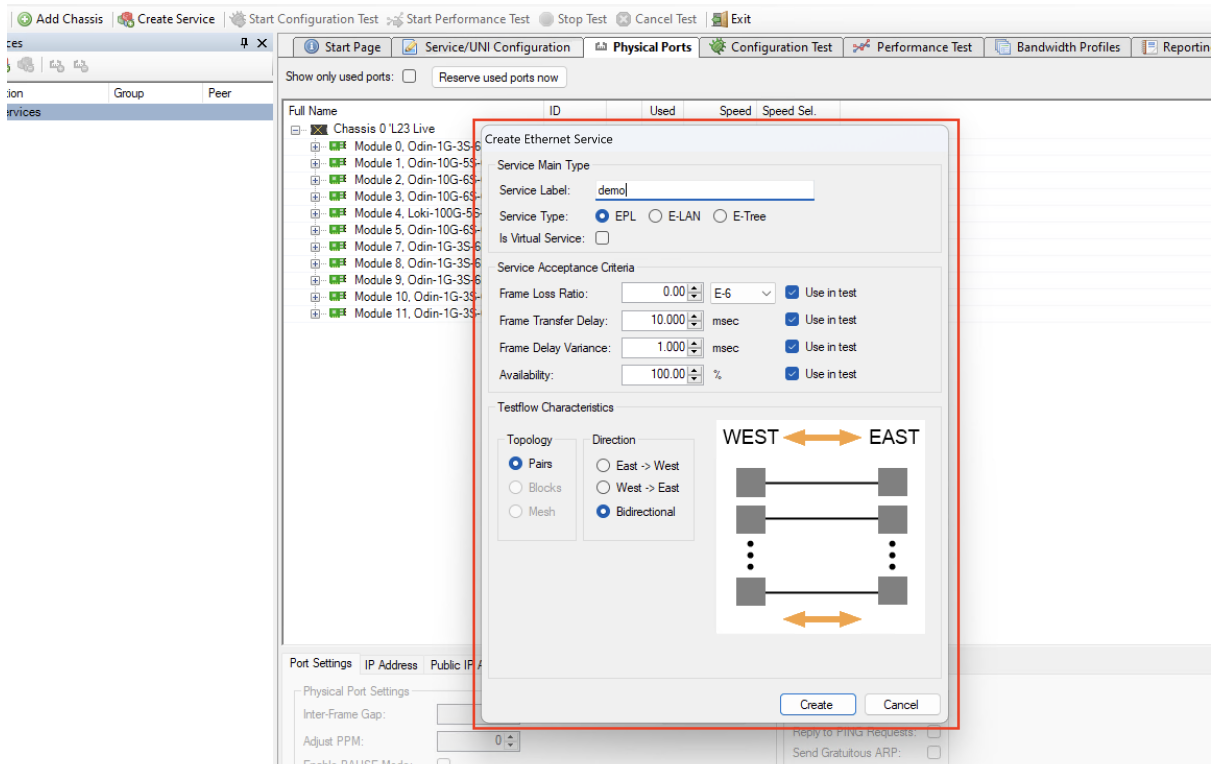 Add Chassis Create Service Start Configuration Test Start Performance Test Stop Test Cancel Test Exit
Start Page Service/UNI Configuration Physical Ports Configuration Test Performance Test Bandwidth Profiles Reporting
Show only used ports: Reserve used ports now
Group Peer
Full Name ID Used Speed Speed Sel.
Chassis 0 'L23 Live
Module 0, Odin-1G-3S-6
Module 1, Odin-10G-5S-
Module 2, Odin-10G-6S-
Module 3, Odin-10G-6S-
Module 4, Loki-100G-5S-
Module 5, Odin-10G-6S-
Module 7, Odin-1G-3S-6
Module 8, Odin-1G-3S-6
Module 9, Odin-1G-3S-6
Module 10, Odin-1G-3S-
Module 11, Odin-1G-3S-
Create Ethernet Service
Service Main Type
Service Label: demo
Service Type: EPL E-LAN E-Tree
Is Virtual Service:
Service Acceptance Criteria
Frame Loss Ratio: 0.00 E-6 Use in test
Frame Transfer Delay: 10.000 msec Use in test
Frame Delay Variance: 1.000 msec Use in test
Availability: 100.00 % Use in test
Testflow Characteristics
Topology
Pairs
Blocks
Mesh
Direction
East -> West
West -> East
Bidirectional
WEST EAST
Create Cancel
Port Settings IP Address Public IP A
Physical Port Settings
Inter-Frame Gap:
Adjust PPM: 0
Enable PAUSE Mode:
Reply to PING Requests:
Send Gratuitous ARP: